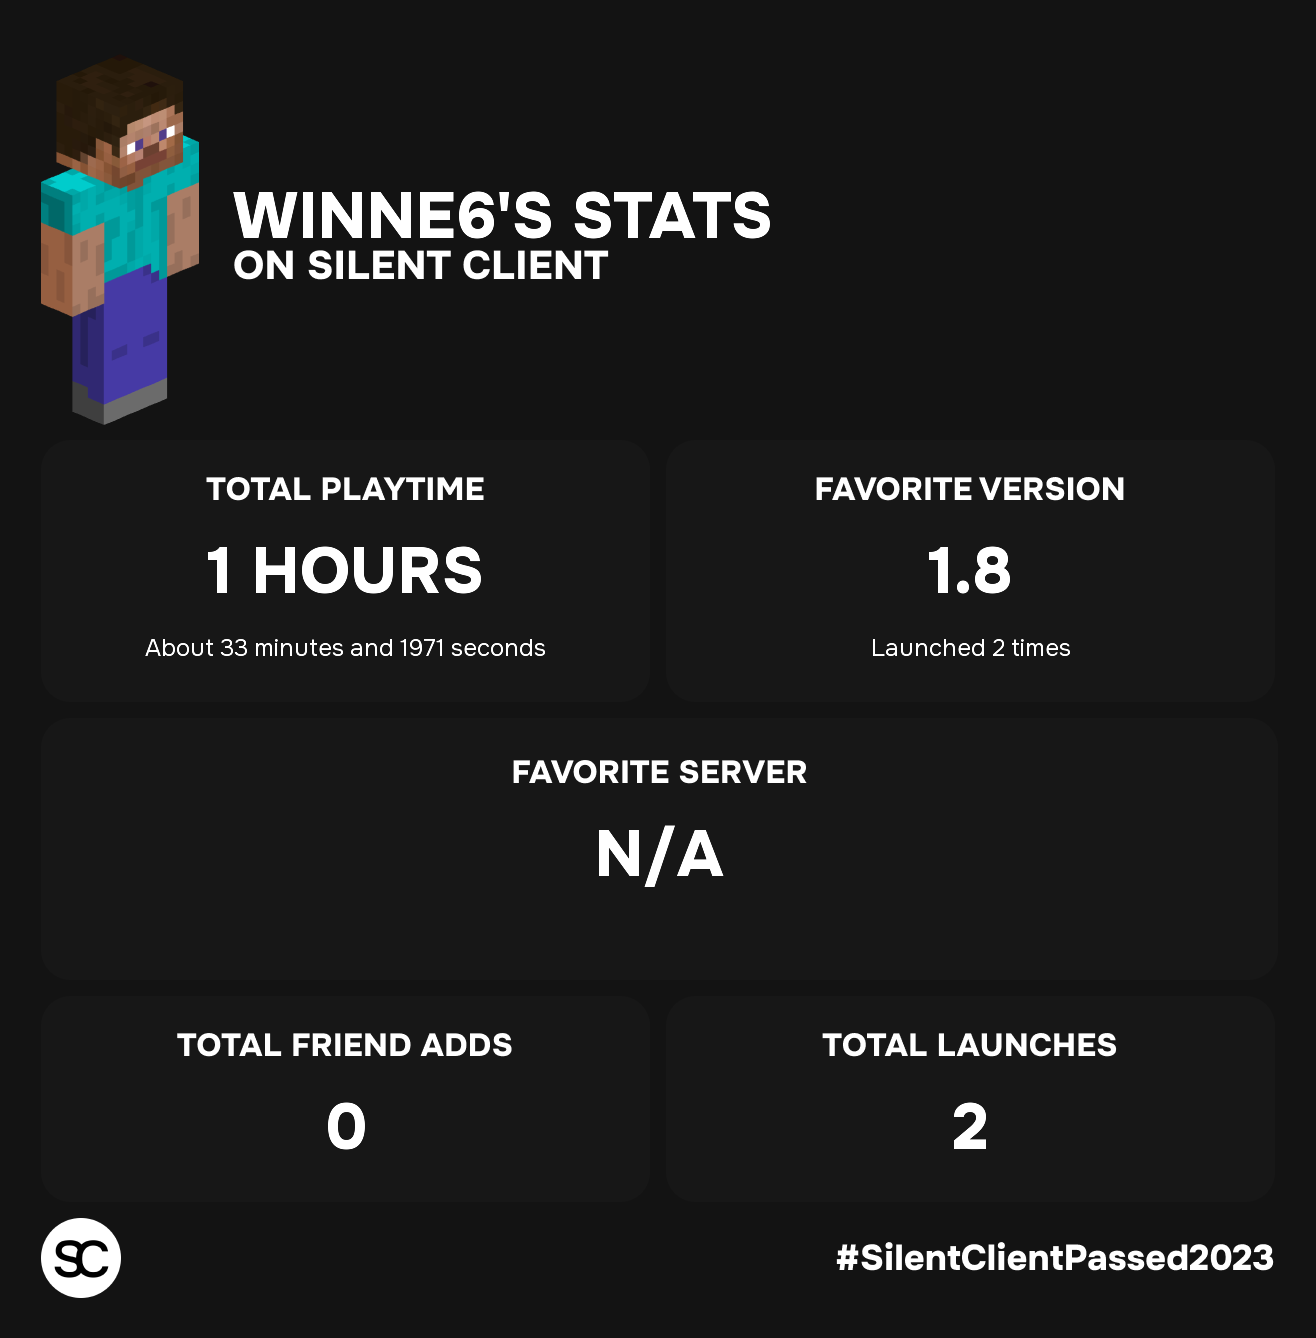 WINNE6'S STATS
ON SILENT CLIENT
TOTAL PLAYTIME
1 HOURS
About 33 minutes and 1971 seconds
FAVORITE VERSION
1.8
Launched 2 times
FAVORITE SERVER
N/A
TOTAL FRIEND ADDS
0
TOTAL LAUNCHES
2
SC
#SilentClientPassed2023